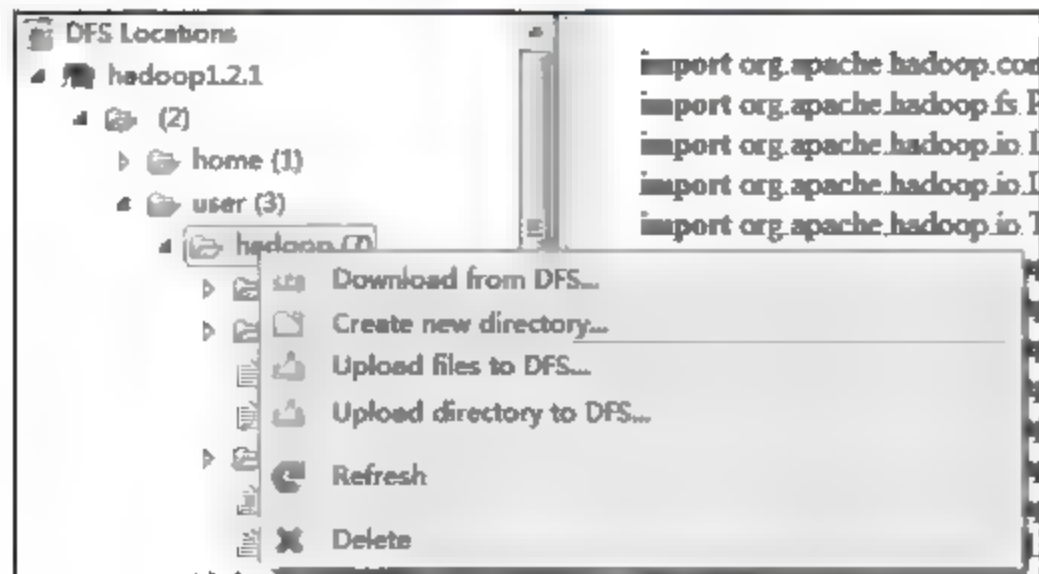 DFS Locations
hadoop1.2.1
(2)
home (1)
user (3)
hadoop
Download from DFS...
Create new directory...
Upload files to DFS...
Upload directory to DFS...
Refresh
Delete
import org.apache.hadoop.con
import org.apache.hadoop.fs.P
import org.apache.hadoop.io.I
import org.apache.hadoop.io.I
import org.apache.hadoop.io.T